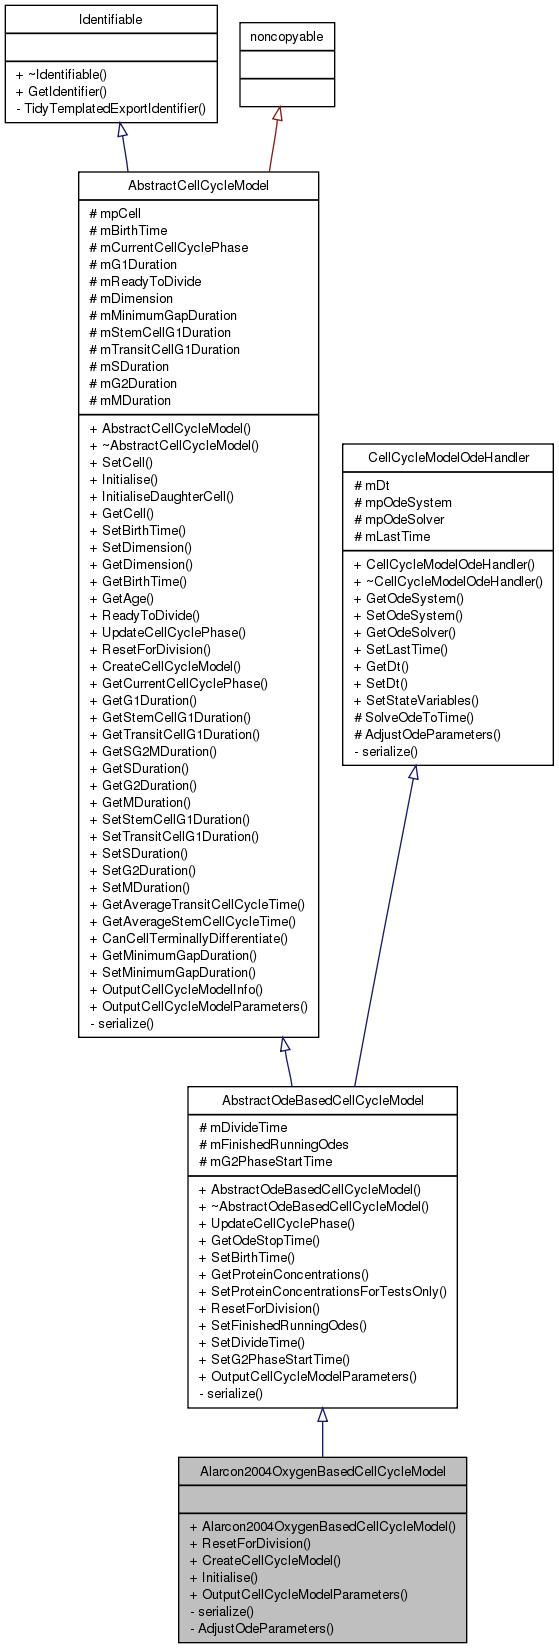 Identifiable
+ ~Identifiable()
+ GetIdentifier()
- TidyTemplatedExportIdentifier()
noncopyable
AbstractCellCycleModel
# mpCell
# mBirthTime
# mCurrentCellCyclePhase
# mG1Duration
# mReadyToDivide
# mDimension
# mMinimumGapDuration
# mStemCellG1Duration
# mTransitCellG1Duration
# mSDuration
# mG2Duration
# mMDuration
+ AbstractCellCycleModel()
+ ~AbstractCellCycleModel()
+ SetCell()
+ Initialise()
+ InitialiseDaughterCell()
+ GetCell()
+ SetBirthTime()
+ SetDimension()
+ GetDimension()
+ GetBirthTime()
+ GetAge()
+ ReadyToDivide()
+ UpdateCellCyclePhase()
+ ResetForDivision()
+ CreateCellCycleModel()
+ GetCurrentCellCyclePhase()
+ GetG1Duration()
+ GetStemCellG1Duration()
+ GetTransitCellG1Duration()
+ GetSG2MDuration()
+ GetSDuration()
+ GetG2Duration()
+ GetMDuration()
+ SetStemCellG1Duration()
+ SetTransitCellG1Duration()
+ SetSDuration()
+ SetG2Duration()
+ SetMDuration()
+ GetAverageTransitCellCycleTime()
+ GetAverageStemCellCycleTime()
+ CanCellTerminallyDifferentiate()
+ GetMinimumGapDuration()
+ SetMinimumGapDuration()
+ OutputCellCycleModelInfo()
+ OutputCellCycleModelParameters()
- serialize()
CellCycleModelOdeHandler
# mDt
# mpOdeSystem
# mpOdeSolver
# mLastTime
+ CellCycleModelOdeHandler()
+ ~CellCycleModelOdeHandler()
+ GetOdeSystem()
+ SetOdeSystem()
+ GetOdeSolver()
+ SetLastTime()
+ GetDt()
+ SetDt()
+ SetStateVariables()
# SolveOdeToTime()
# AdjustOdeParameters()
- serialize()
AbstractOdeBasedCellCycleModel
# mDivideTime
# mFinishedRunningOdes
# mG2PhaseStartTime
+ AbstractOdeBasedCellCycleModel()
+ ~AbstractOdeBasedCellCycleModel()
+ UpdateCellCyclePhase()
+ GetOdeStopTime()
+ SetBirthTime()
+ GetProteinConcentrations()
+ SetProteinConcentrationsForTestsOnly()
+ ResetForDivision()
+ SetFinishedRunningOdes()
+ SetDivideTime()
+ SetG2PhaseStartTime()
+ OutputCellCycleModelParameters()
- serialize()
Alarcon2004OxygenBasedCellCycleModel
+ Alarcon2004OxygenBasedCellCycleModel()
+ ResetForDivision()
+ CreateCellCycleModel()
+ Initialise()
+ OutputCellCycleModelParameters()
- serialize()
- AdjustOdeParameters()